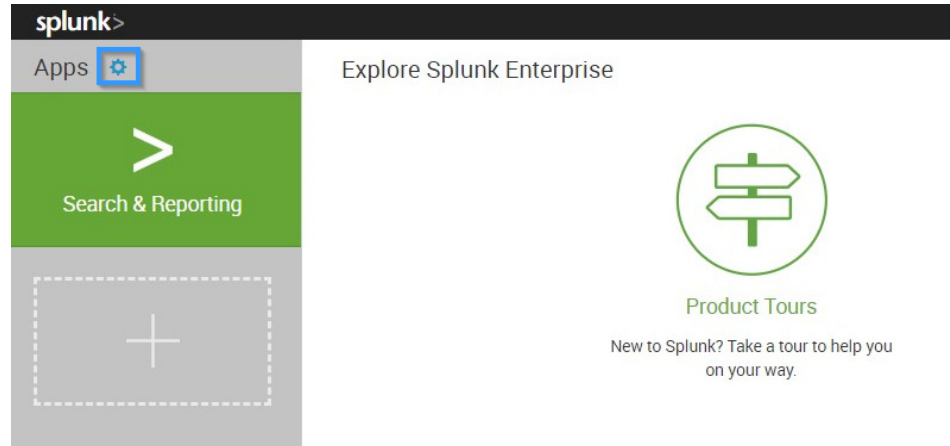 splunk>
Apps
Explore Splunk Enterprise
>
Search & Reporting
Product Tours
New to Splunk? Take a tour to help you
on your way.